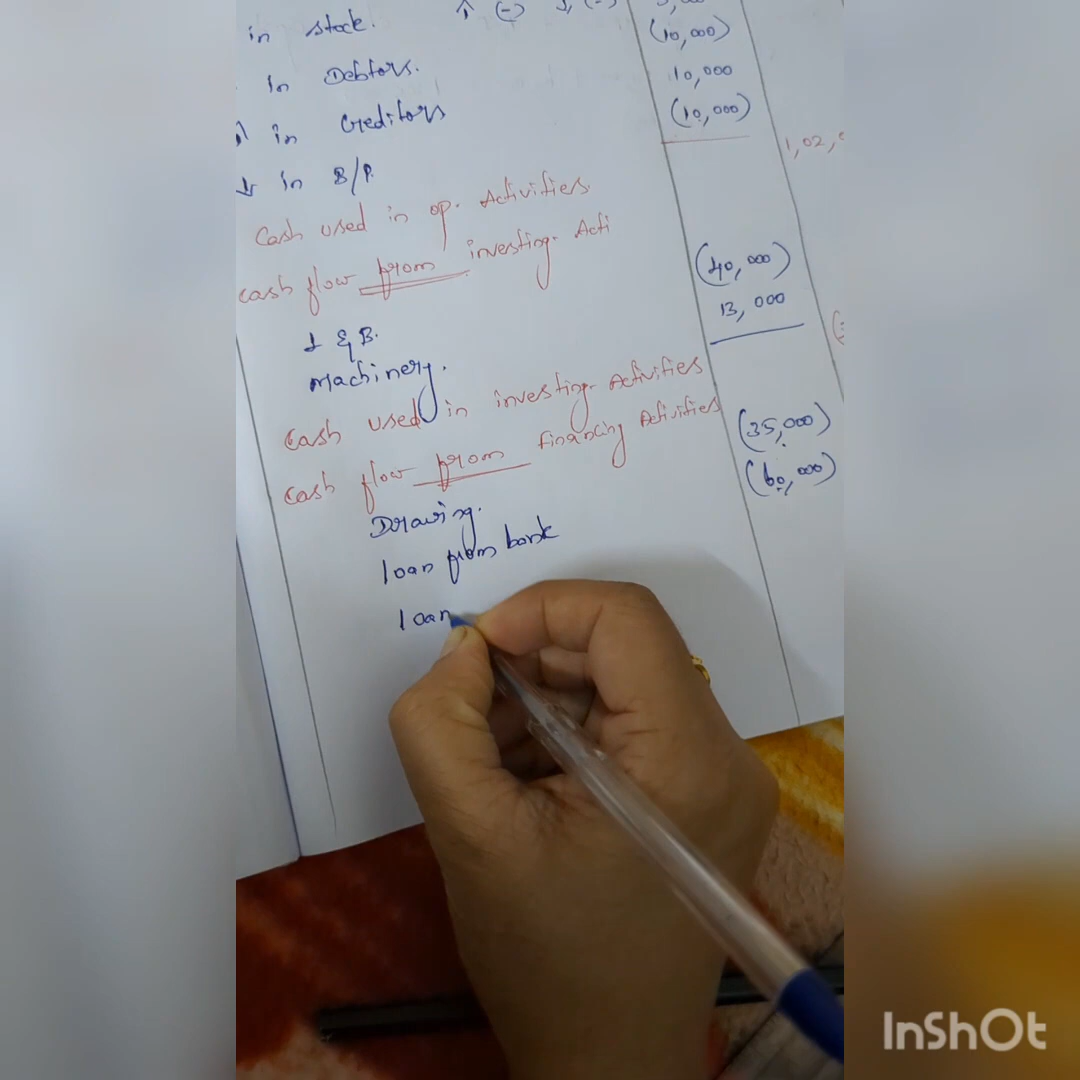 in stock. ↑ (-) ↓ (-)
(10,000)
in Debtors. 10,000
↑ in Creditors (10,000)
↓ in B/P. 1,02,
Cash used in op. Activities
Cash flow from investing. Acti
L & B. (40,000)
Machinery. 13,000
Cash used in investing. Activities
Cash flow from financing Activities
Drawing. (35,000)
loan from bank (60,000)
loan
InShOt